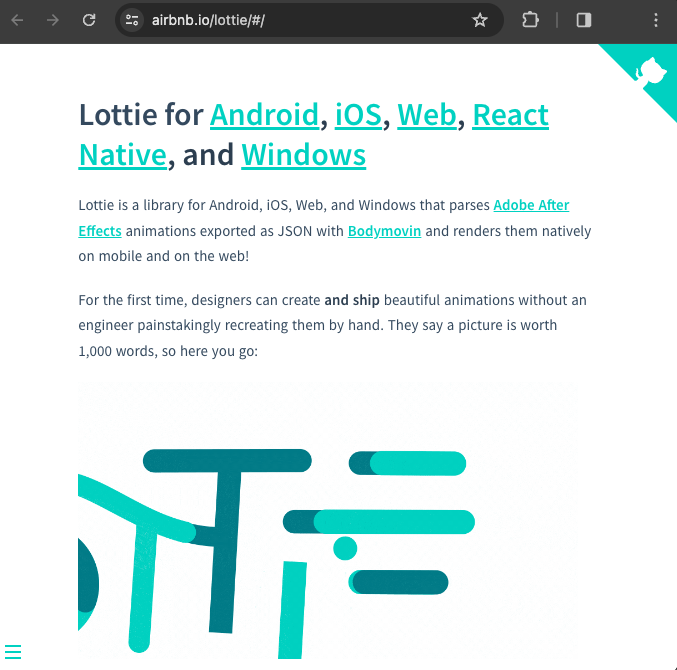 airbnb.io/lottie/#/
Lottie for Android, iOS, Web, React
Native, and Windows
Lottie is a library for Android, iOS, Web, and Windows that parses Adobe After
Effects animations exported as JSON with Bodymovin and renders them natively
on mobile and on the web!
For the first time, designers can create and ship beautiful animations without an
engineer painstakingly recreating them by hand. They say a picture is worth
1,000 words, so here you go: